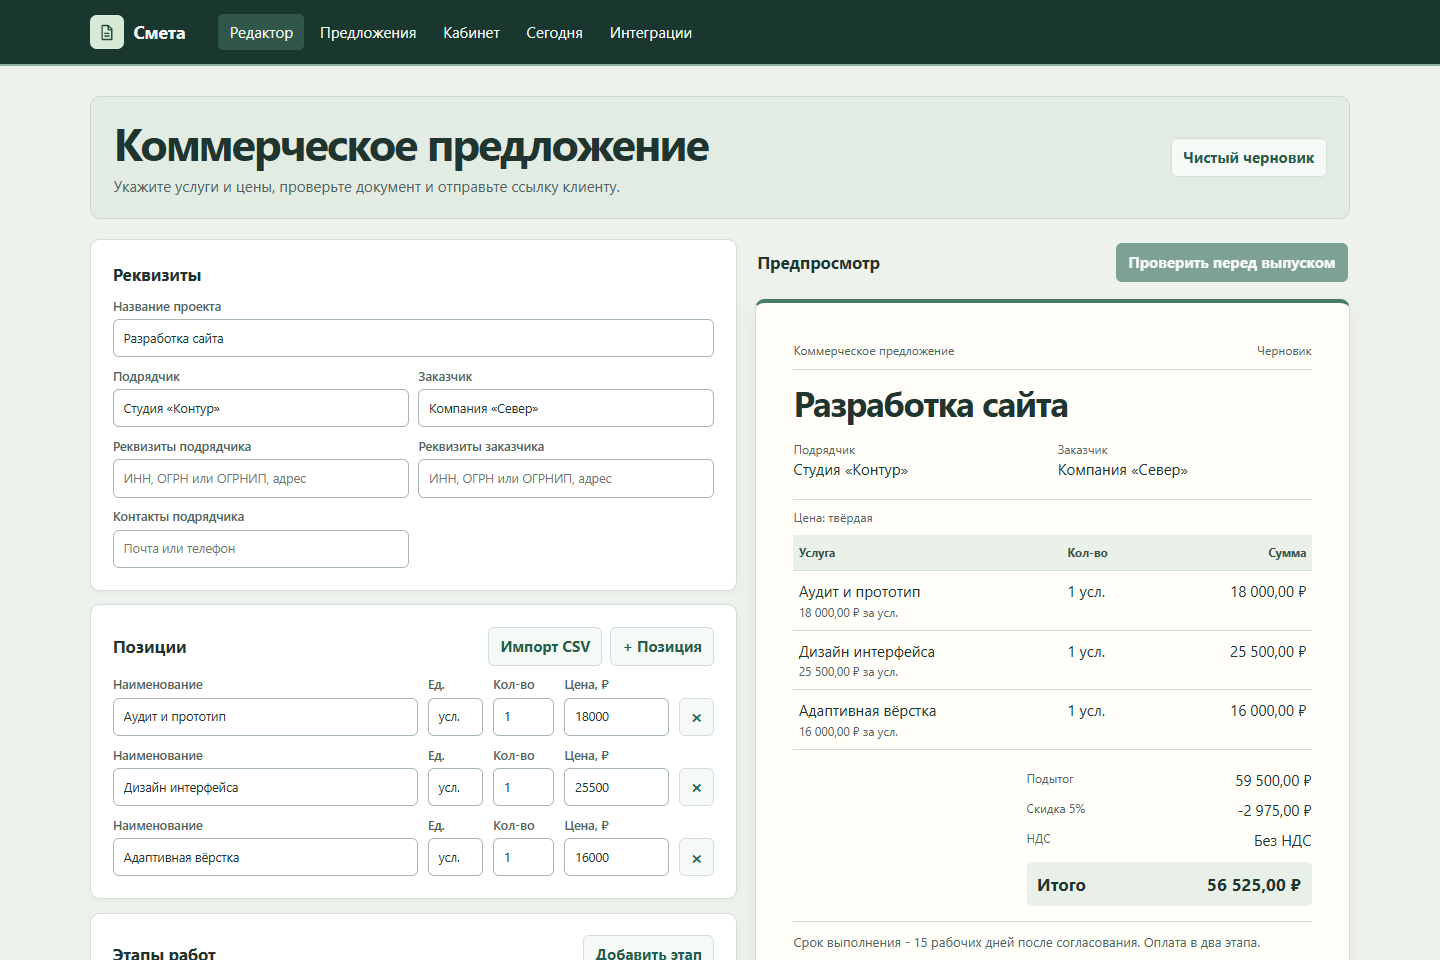 Смета
Редактор
Предложения
Кабинет
Сегодня
Интеграции
Коммерческое предложение
Укажите услуги и цены, проверьте документ и отправьте ссылку клиенту.
Чистый черновик
Реквизиты
Название проекта
Разработка сайта
Подрядчик
Заказчик
Студия «Контур»
Компания «Север»
Реквизиты подрядчика
Реквизиты заказчика
ИНН, ОГРН или ОГРНИП, адрес
ИНН, ОГРН или ОГРНИП, адрес
Контакты подрядчика
Почта или телефон
Позиции
Импорт CSV
+ Позиция
Наименование
Ед.
Кол-во
Цена, ₽
Аудит и прототип
усл.
1
18000
×
Наименование
Ед.
Кол-во
Цена, ₽
Дизайн интерфейса
усл.
1
25500
×
Наименование
Ед.
Кол-во
Цена, ₽
Адаптивная вёрстка
усл.
1
16000
×
Этапы работ
Добавить этап
Предпросмотр
Проверить перед выпуском
Коммерческое предложение
Черновик
Разработка сайта
Подрядчик
Заказчик
Студия «Контур»
Компания «Север»
Цена: твёрдая
Услуга
Кол-во
Сумма
Аудит и прототип
1 усл.
18 000,00 ₽
18 000,00 ₽ за усл.
Дизайн интерфейса
1 усл.
25 500,00 ₽
25 500,00 ₽ за усл.
Адаптивная вёрстка
1 усл.
16 000,00 ₽
16 000,00 ₽ за усл.
Подытог
59 500,00 ₽
Скидка 5%
-2 975,00 ₽
НДС
Без НДС
Итого
56 525,00 ₽
Срок выполнения - 15 рабочих дней после согласования. Оплата в два этапа.